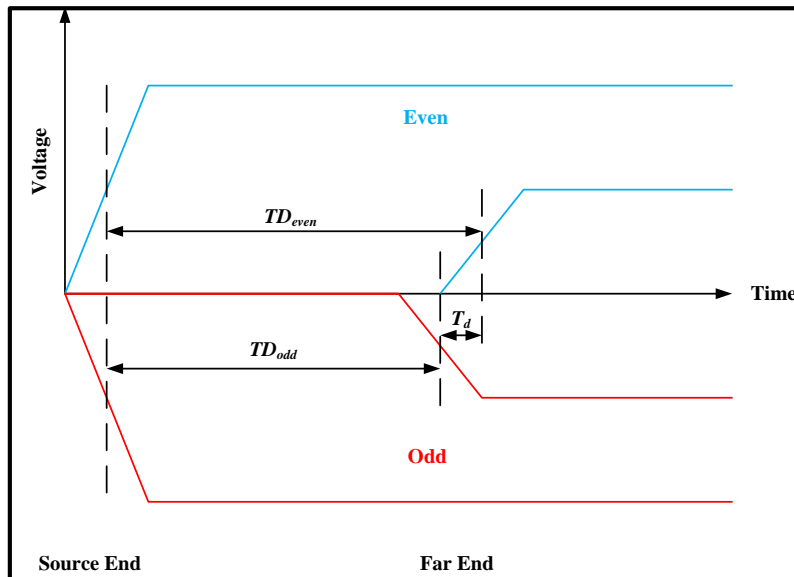 Voltage
Even
TDeven
Time
Td
TDodd
Odd
Source End
Far End